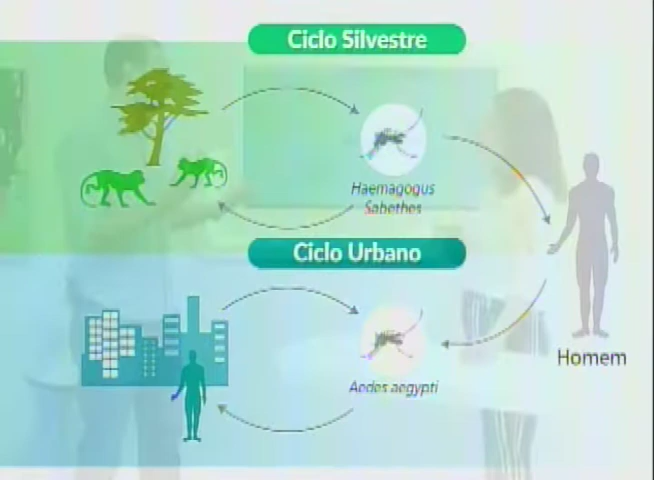 Ciclo Silvestre
Haemagogus
Sabethes
Ciclo Urbano
Homem
Aedes aegypti